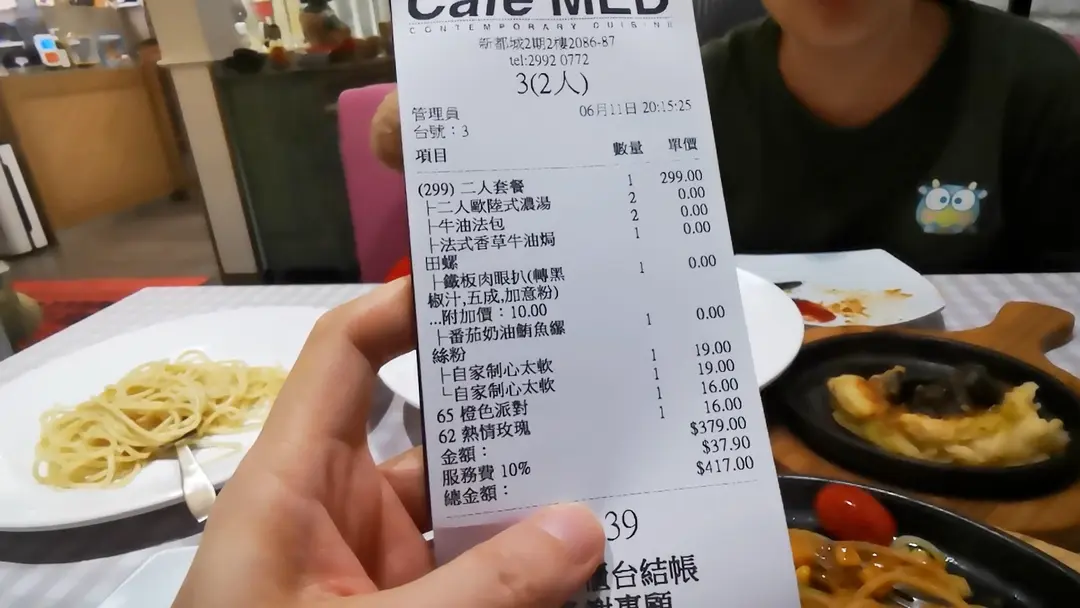 Café MED
CONTEMPORARY CUISINE
新都城2期2樓2086-87
tel:2992 0772
3(2人)
管理員 06月11日 20:15:25
台號：3
項目 數量 單價
(299) 二人套餐 1 299.00
├二人歐陸式濃湯 2 0.00
├牛油法包 2 0.00
├法式香草牛油焗 1 0.00
田螺
├鐵板肉眼扒(轉黑 1 0.00
椒汁,五成,加意粉)
...附加價：10.00
├番茄奶油鮪魚縲 1 0.00
絲粉
├自家制心太軟 1 19.00
└自家制心太軟 1 19.00
65 橙色派對 1 16.00
62 熱情玫瑰 1 16.00
金額： $379.00
服務費 10% $37.90
總金額： $417.00
39
台結帳